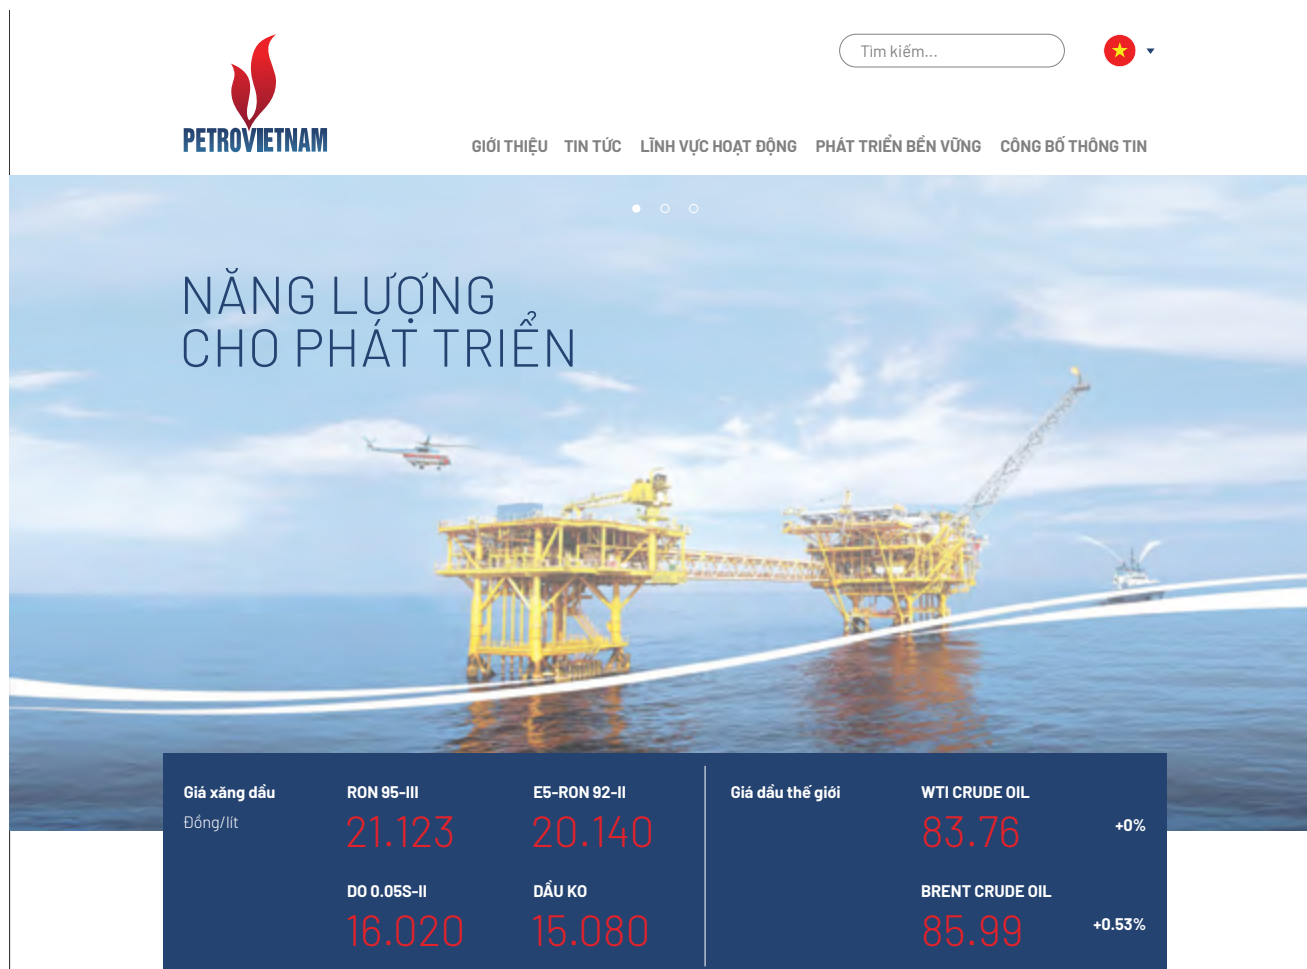 Tìm kiếm...
PETROVIETNAM
GIỚI THIỆU TIN TỨC LĨNH VỰC HOẠT ĐỘNG PHÁT TRIỂN BỀN VỮNG CÔNG BỐ THÔNG TIN
NĂNG LƯỢNG
CHO PHÁT TRIỂN
Giá xăng dầu
Đồng/lít
RON 95-III
21.123
E5-RON 92-II
20.140
DO 0.05S-II
16.020
DẦU KO
15.080
Giá dầu thế giới
WTI CRUDE OIL
83.76 +0%
BRENT CRUDE OIL
85.99 +0.53%